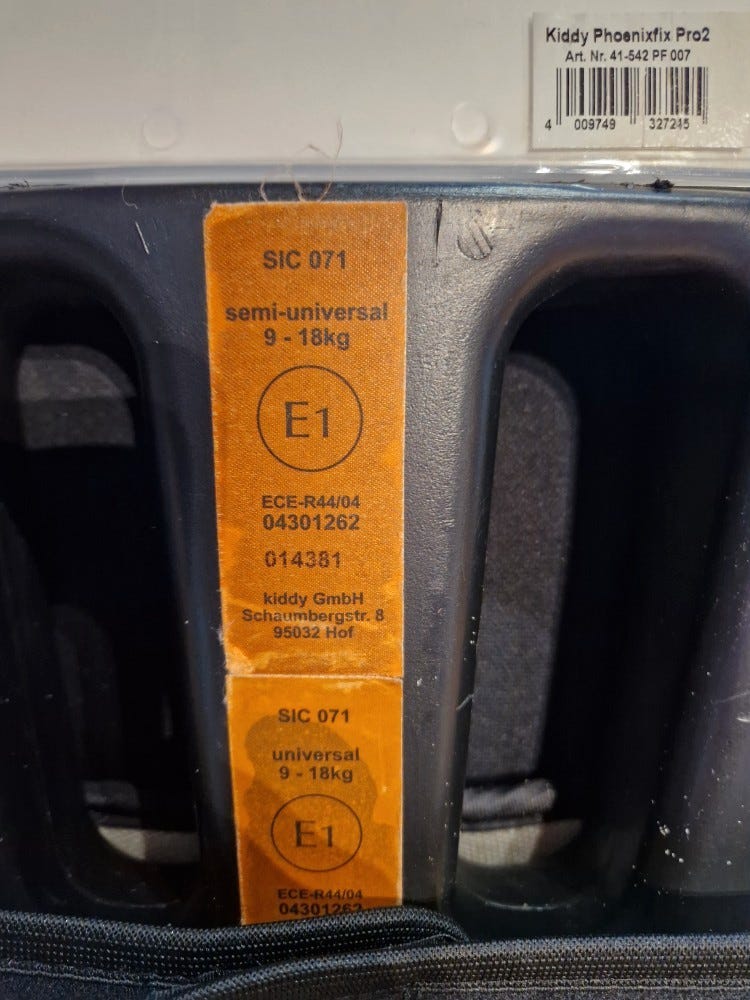 Kiddy Phoenixfix Pro2
Art. Nr. 41-542 PF 007
4 009749 327245
SIC 071
semi-universal
9 - 18kg
E1
ECE-R44/04
04301262
014381
kiddy GmbH
Schaumbergstr. 8
95032 Hof
SIC 071
universal
9 - 18kg
E1
ECE-R44/04
04301262